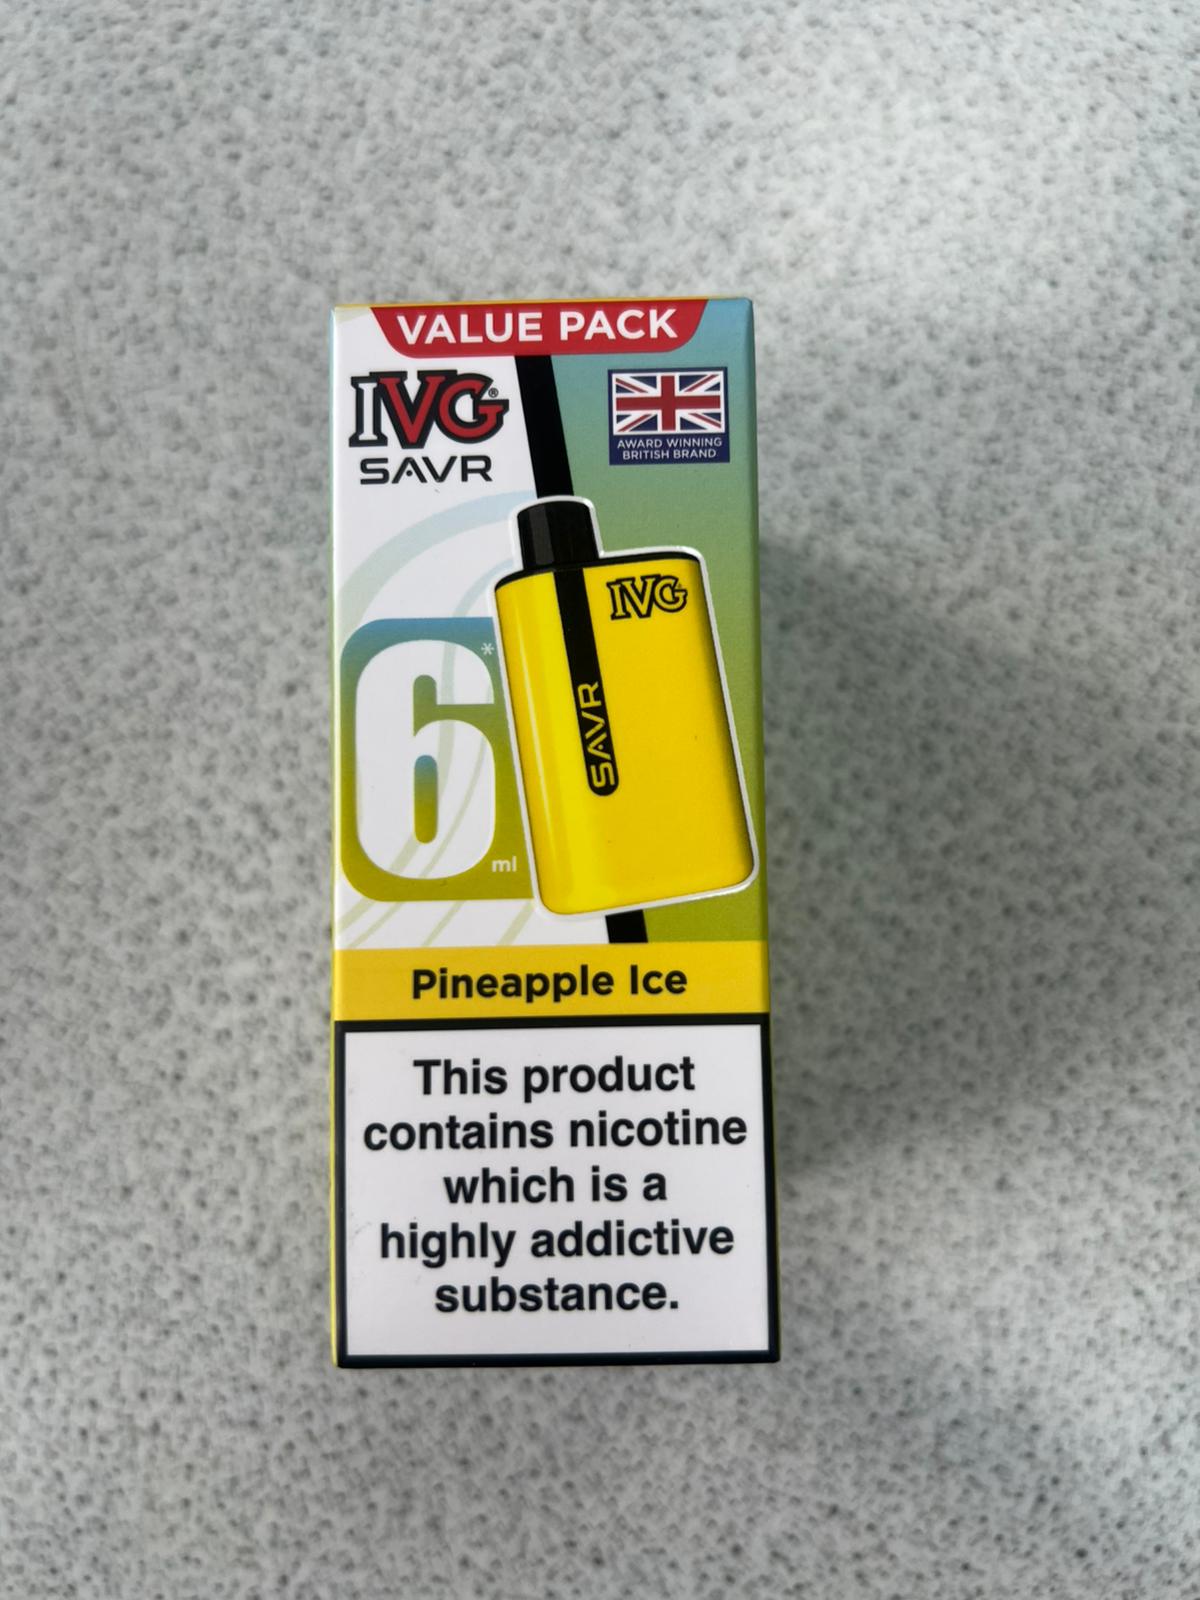 VALUE PACK
IVG®
SAVR
AWARD WINNING
BRITISH BRAND
IVG
SAVR
6*
ml
Pineapple Ice
This product
contains nicotine
which is a
highly addictive
substance.